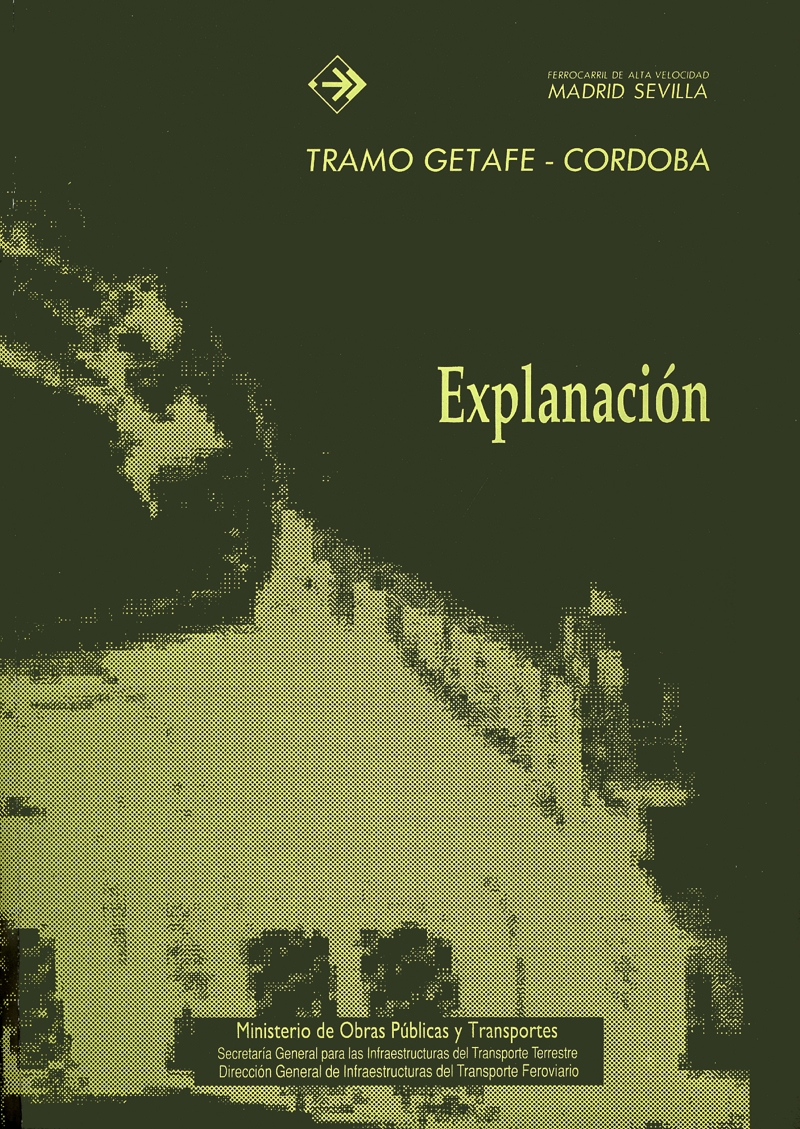 FERROCARRIL DE ALTA VELOCIDAD
MADRID SEVILLA
TRAMO GETAFE - CORDOBA
Explanación
Ministerio de Obras Públicas y Transportes
Secretaría General para las Infraestructuras del Transporte Terrestre
Dirección General de Infraestructuras del Transporte Feroviario